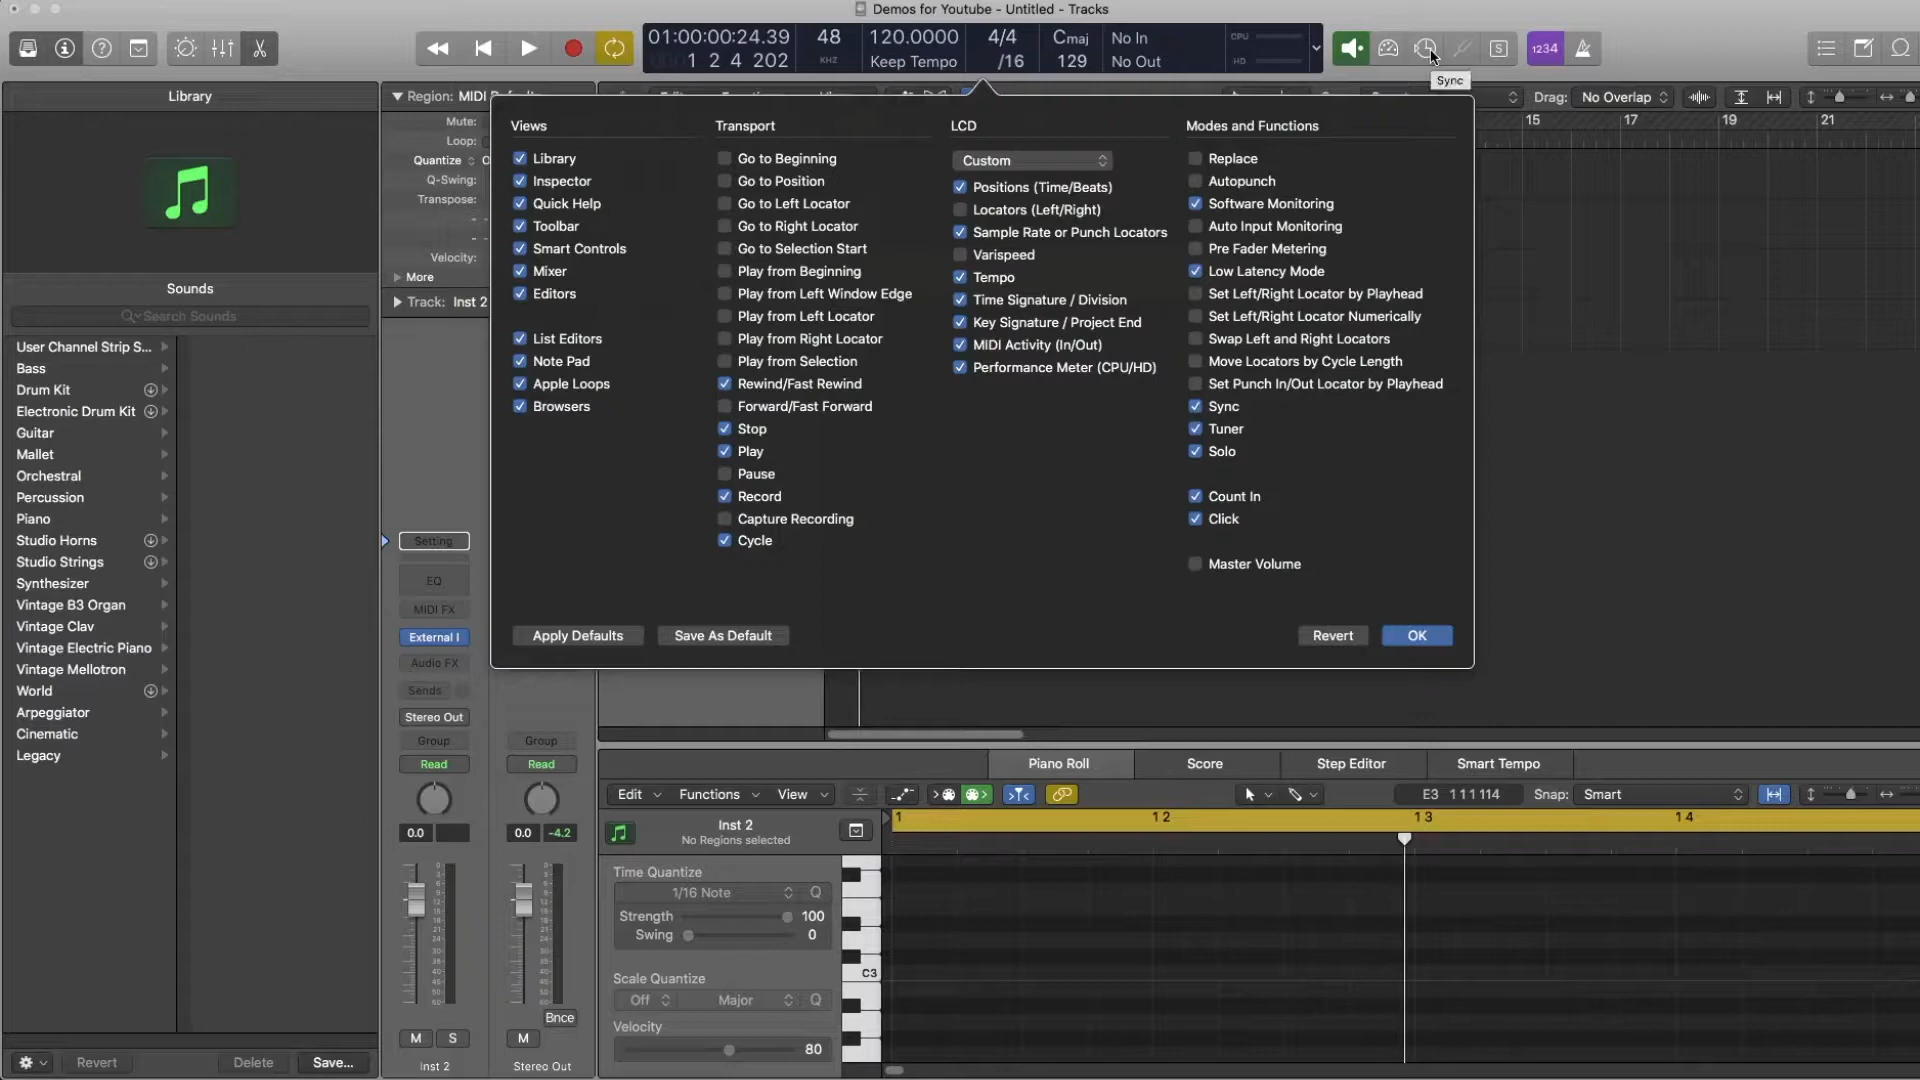 Demos for Youtube - Untitled - Tracks
01:00:00:24.39
1 2 4 202
48
KHZ
120.0000
Keep Tempo
4/4
/16
Cmaj
129
No In
No Out
CPU
HD
S
1234
Sync
Library
Region: MIDI
Drag: No Overlap
15 17 19 21
Mute:
Loop:
Quantize
Q-Swing:
Transpose:
Velocity:
More
Track: Inst 2
Sounds
Search Sounds
User Channel Strip S...
Bass
Drum Kit
Electronic Drum Kit
Guitar
Mallet
Orchestral
Percussion
Piano
Studio Horns
Studio Strings
Synthesizer
Vintage B3 Organ
Vintage Clav
Vintage Electric Piano
Vintage Mellotron
World
Arpeggiator
Cinematic
Legacy
Revert
Delete
Save...
Views
Library
Inspector
Quick Help
Toolbar
Smart Controls
Mixer
Editors
List Editors
Note Pad
Apple Loops
Browsers
Transport
Go to Beginning
Go to Position
Go to Left Locator
Go to Right Locator
Go to Selection Start
Play from Beginning
Play from Left Window Edge
Play from Left Locator
Play from Right Locator
Play from Selection
Rewind/Fast Rewind
Forward/Fast Forward
Stop
Play
Pause
Record
Capture Recording
Cycle
LCD
Custom
Positions (Time/Beats)
Locators (Left/Right)
Sample Rate or Punch Locators
Varispeed
Tempo
Time Signature / Division
Key Signature / Project End
MIDI Activity (In/Out)
Performance Meter (CPU/HD)
Modes and Functions
Replace
Autopunch
Software Monitoring
Auto Input Monitoring
Pre Fader Metering
Low Latency Mode
Set Left/Right Locator by Playhead
Set Left/Right Locator Numerically
Swap Left and Right Locators
Move Locators by Cycle Length
Set Punch In/Out Locator by Playhead
Sync
Tuner
Solo
Count In
Click
Master Volume
Apply Defaults
Save As Default
Revert
OK
Setting
EQ
MIDI FX
External I
Audio FX
Sends
Stereo Out
Group
Read
0.0
M S
Inst 2
Group
Read
0.0 -4.2
Bnce
M
Stereo Out
Piano Roll
Score
Step Editor
Smart Tempo
Edit
Functions
View
E3 1 1 1 114
Snap: Smart
Inst 2
No Regions selected
1
1 2
1 3
1 4
Time Quantize
1/16 Note
Q
Strength 100
Swing 0
Scale Quantize
Off
Major
Q
Velocity
80
C3